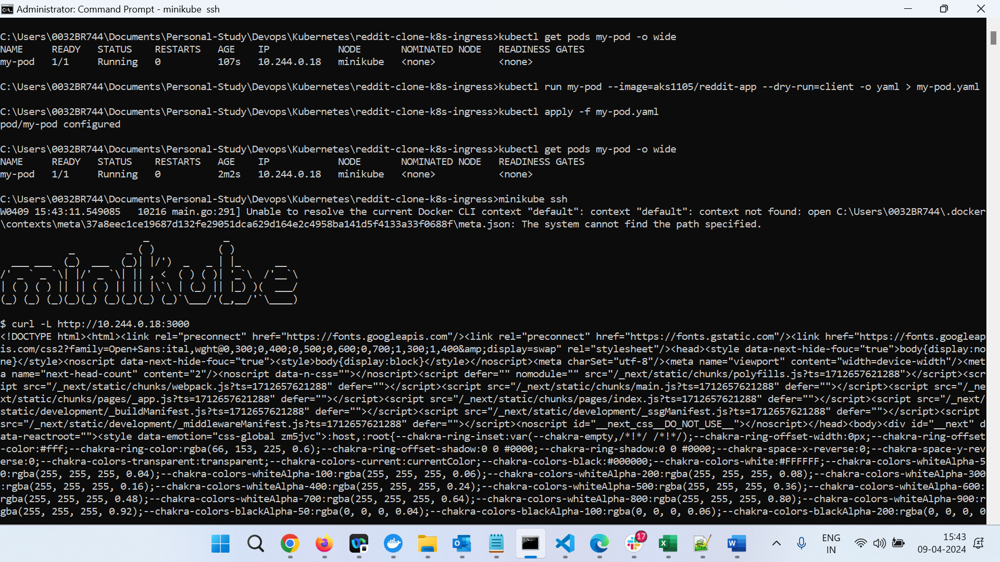 Administrator: Command Prompt - minikube  ssh
C:\Users\0032BR744\Documents\Personal-Study\Devops\Kubernetes\reddit-clone-k8s-ingress>kubectl get pods my-pod -o wide
NAME     READY   STATUS    RESTARTS   AGE    IP            NODE       NOMINATED NODE   READINESS GATES
my-pod   1/1     Running   0          107s   10.244.0.18   minikube   <none>           <none>
C:\Users\0032BR744\Documents\Personal-Study\Devops\Kubernetes\reddit-clone-k8s-ingress>kubectl run my-pod --image=aks1105/reddit-app --dry-run=client -o yaml > my-pod.yaml
C:\Users\0032BR744\Documents\Personal-Study\Devops\Kubernetes\reddit-clone-k8s-ingress>kubectl apply -f my-pod.yaml
pod/my-pod configured
C:\Users\0032BR744\Documents\Personal-Study\Devops\Kubernetes\reddit-clone-k8s-ingress>kubectl get pods my-pod -o wide
NAME     READY   STATUS    RESTARTS   AGE    IP            NODE       NOMINATED NODE   READINESS GATES
my-pod   1/1     Running   0          2m2s   10.244.0.18   minikube   <none>           <none>
C:\Users\0032BR744\Documents\Personal-Study\Devops\Kubernetes\reddit-clone-k8s-ingress>minikube ssh
W0409 15:43:11.549085   10216 main.go:291] Unable to resolve the current Docker CLI context "default": context "default": context not found: open C:\Users\0032BR744\.docker
\contexts\meta\37a8eec1ce19687d132fe29051dca629d164e2c4958ba141d5f4133a33f0688f\meta.json: The system cannot find the path specified.
minikube
$ curl -L http://10.244.0.18:3000
<!DOCTYPE html><html><link rel="preconnect" href="https://fonts.googleapis.com"/><link rel="preconnect" href="https://fonts.gstatic.com"/><link href="https://fonts.googleap
is.com/css2?family=Open+Sans:ital,wght@0,300;0,400;0,500;0,600;0,700;1,300;1,400&amp;display=swap" rel="stylesheet"/><head><style data-next-hide-fouc="true">body{display:no
ne}</style><noscript data-next-hide-fouc="true"><style>body{display:block}</style></noscript><meta charSet="utf-8"/><meta name="viewport" content="width=device-width"/><met
a name="next-head-count" content="2"/><noscript data-n-css=""></noscript><script defer="" nomodule="" src="/_next/static/chunks/polyfills.js?ts=1712657621288"></script><scr
ipt src="/_next/static/chunks/webpack.js?ts=1712657621288" defer=""></script><script src="/_next/static/chunks/main.js?ts=1712657621288" defer=""></script><script src="/_ne
xt/static/chunks/pages/_app.js?ts=1712657621288" defer=""></script><script src="/_next/static/chunks/pages/index.js?ts=1712657621288" defer=""></script><script src="/_next/
static/development/_buildManifest.js?ts=1712657621288" defer=""></script><script src="/_next/static/development/_ssgManifest.js?ts=1712657621288" defer=""></script><script 
src="/_next/static/development/_middlewareManifest.js?ts=1712657621288" defer=""></script><noscript id="__next_css__DO_NOT_USE__"></noscript></head><body><div id="__next" d
ata-reactroot=""><style data-emotion="css-global zm5jvc">:host,:root{--chakra-ring-inset:var(--chakra-empty,/*!*/ /*!*/);--chakra-ring-offset-width:0px;--chakra-ring-offset
-color:#fff;--chakra-ring-color:rgba(66, 153, 225, 0.6);--chakra-ring-offset-shadow:0 0 #0000;--chakra-ring-shadow:0 0 #0000;--chakra-space-x-reverse:0;--chakra-space-y-rev
erse:0;--chakra-colors-transparent:transparent;--chakra-colors-current:currentColor;--chakra-colors-black:#000000;--chakra-colors-white:#FFFFFF;--chakra-colors-whiteAlpha-5
0:rgba(255, 255, 255, 0.04);--chakra-colors-whiteAlpha-100:rgba(255, 255, 255, 0.06);--chakra-colors-whiteAlpha-200:rgba(255, 255, 255, 0.08);--chakra-colors-whiteAlpha-300
:rgba(255, 255, 255, 0.16);--chakra-colors-whiteAlpha-400:rgba(255, 255, 255, 0.24);--chakra-colors-whiteAlpha-500:rgba(255, 255, 255, 0.36);--chakra-colors-whiteAlpha-600:
rgba(255, 255, 255, 0.48);--chakra-colors-whiteAlpha-700:rgba(255, 255, 255, 0.64);--chakra-colors-whiteAlpha-800:rgba(255, 255, 255, 0.80);--chakra-colors-whiteAlpha-900:r
gba(255, 255, 255, 0.92);--chakra-colors-blackAlpha-50:rgba(0, 0, 0, 0.04);--chakra-colors-blackAlpha-100:rgba(0, 0, 0, 0.06);--chakra-colors-blackAlpha-200:rgba(0, 0, 0, 0
17
ENG
IN
15:43
09-04-2024